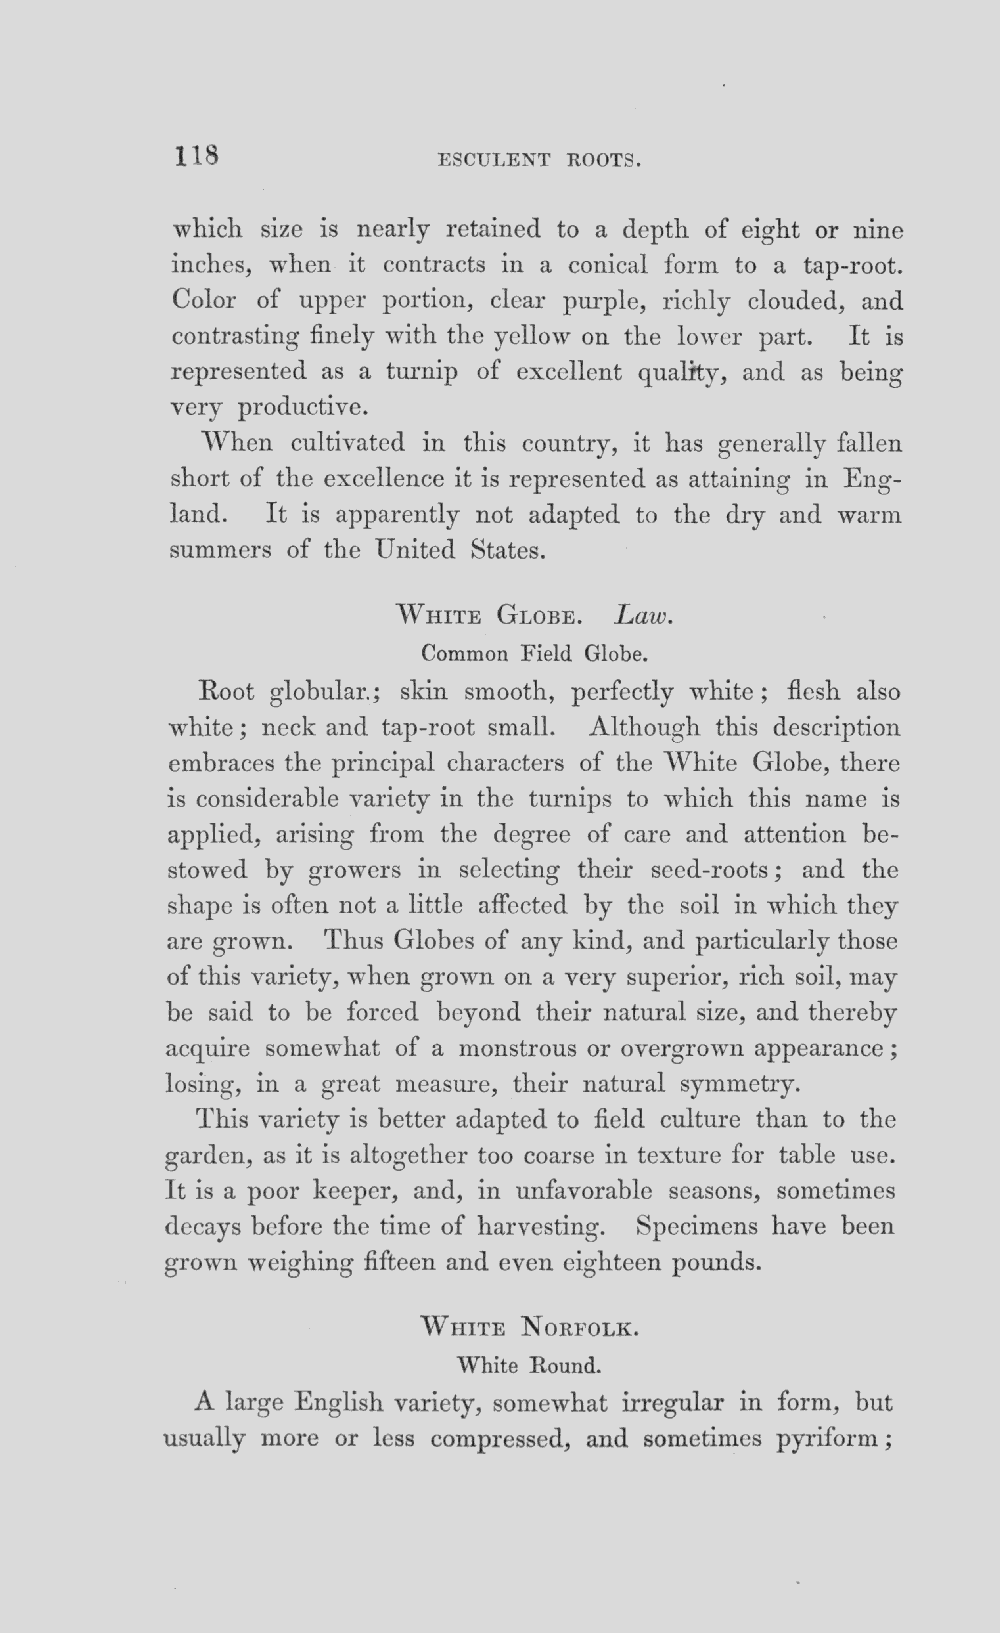 118 ESCULENT ROOTS.
which size is nearly retained to a depth of eight or nine
inches, when it contracts in a conical form to a tap-root.
Color of upper portion, clear purple, richly clouded, and
contrasting finely with the yellow on the lower part. It is
represented as a turnip of excellent quality, and as being
very productive.
When cultivated in this country, it has generally fallen
short of the excellence it is represented as attaining in Eng-
land. It is apparently not adapted to the dry and warm
summers of the United States.
WHITE GLOBE. Law.
Common Field Globe.
Root globular.; skin smooth, perfectly white; flesh also
white; neck and tap-root small. Although this description
embraces the principal characters of the White Globe, there
is considerable variety in the turnips to which this name is
applied, arising from the degree of care and attention be-
stowed by growers in selecting their seed-roots; and the
shape is often not a little affected by the soil in which they
are grown. Thus Globes of any kind, and particularly those
of this variety, when grown on a very superior, rich soil, may
be said to be forced beyond their natural size, and thereby
acquire somewhat of a monstrous or overgrown appearance;
losing, in a great measure, their natural symmetry.
This variety is better adapted to field culture than to the
garden, as it is altogether too coarse in texture for table use.
It is a poor keeper, and, in unfavorable seasons, sometimes
decays before the time of harvesting. Specimens have been
grown weighing fifteen and even eighteen pounds.
WHITE NORFOLK.
White Round.
A large English variety, somewhat irregular in form, but
usually more or less compressed, and sometimes pyriform;